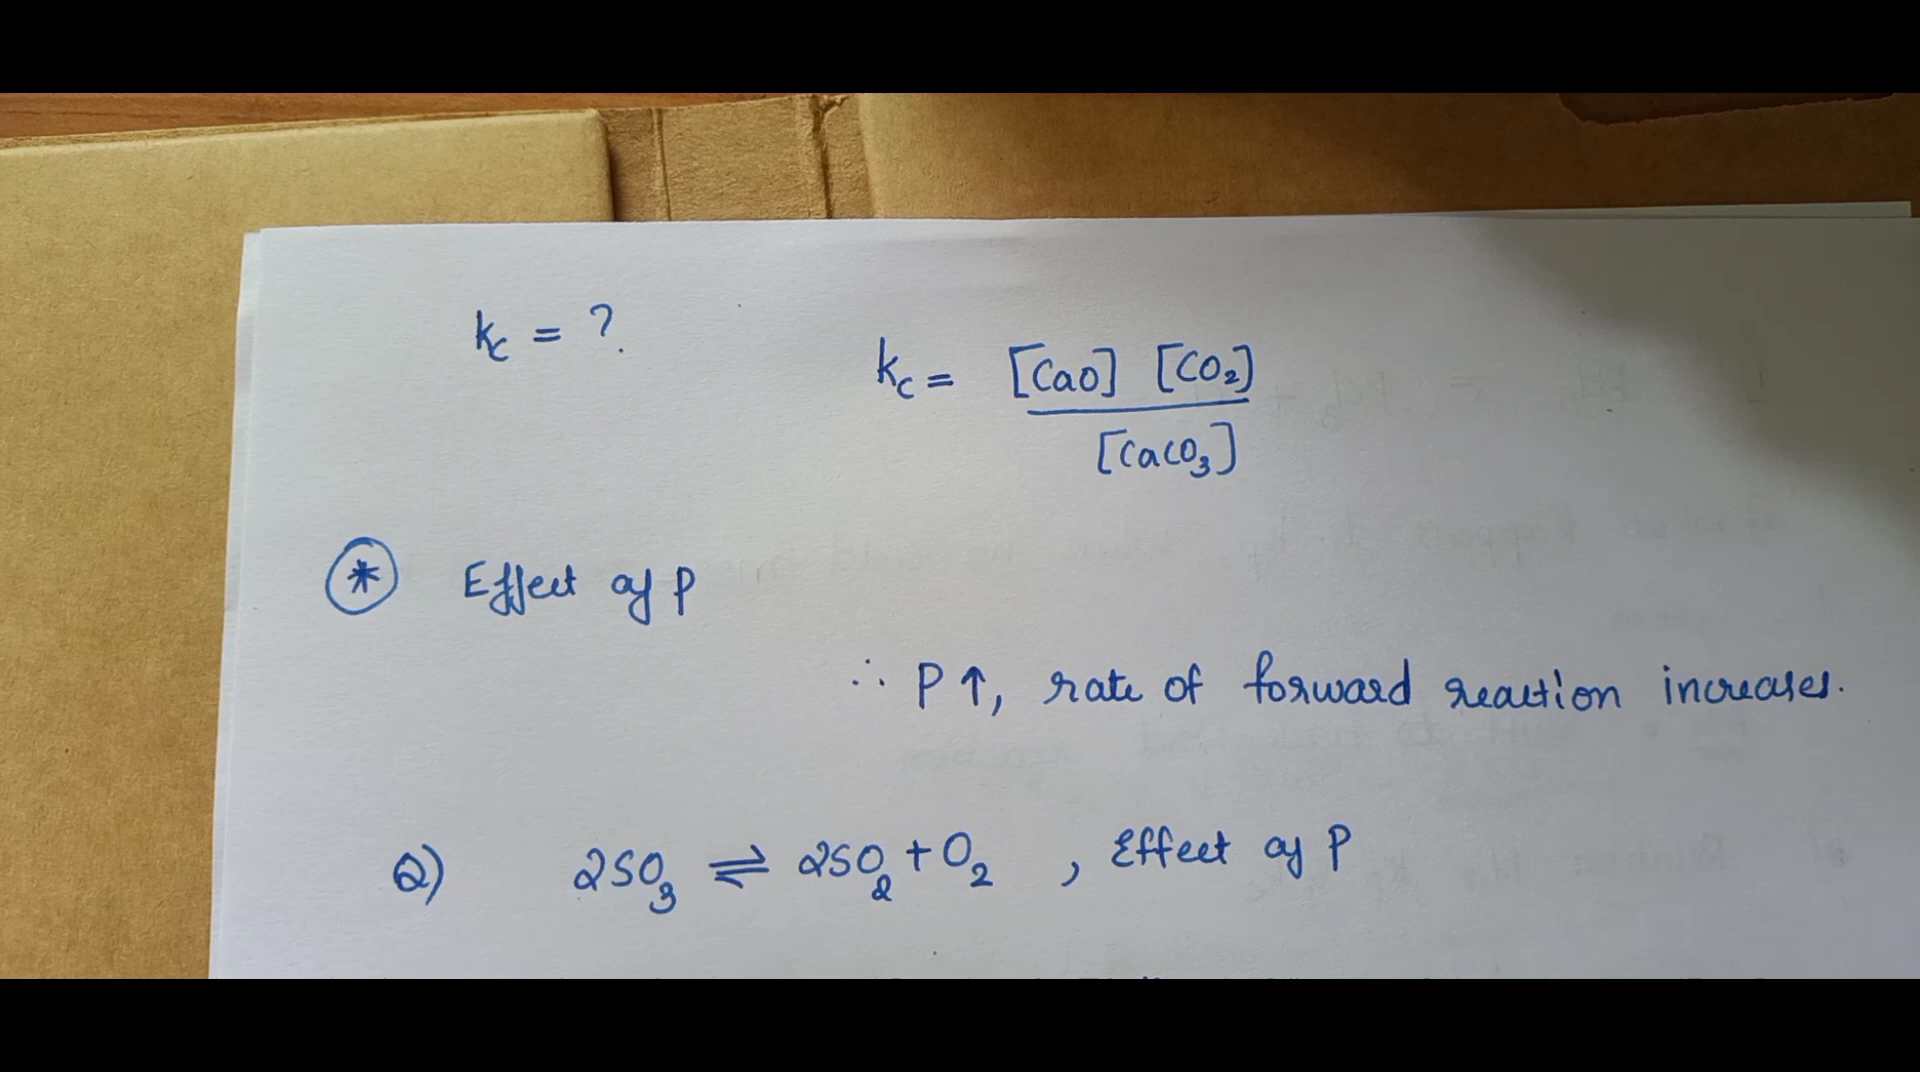 kc = ?
kc = [CaO] [CO₂]
[CaCO₃]
* Effect of P
∴ P↑, rate of forward reaction increases.
Q) 2SO₃ ⇌ 2SO₂ + O₂ , Effect of P